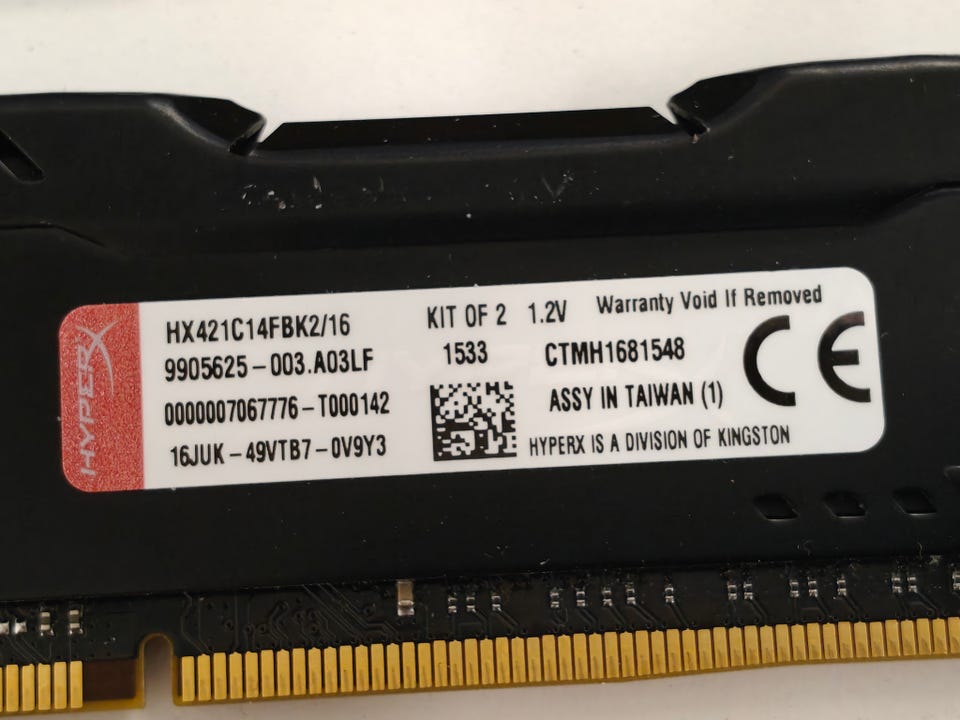 HYPERX
HX421C14FBK2/16 KIT OF 2 1.2V Warranty Void If Removed
9905625-003.A03LF 1533 CTMH1681548
0000007067776-T000142 ASSY IN TAIWAN (1)
16JUK-49VTB7-0V9Y3 HYPERX IS A DIVISION OF KINGSTON
CE